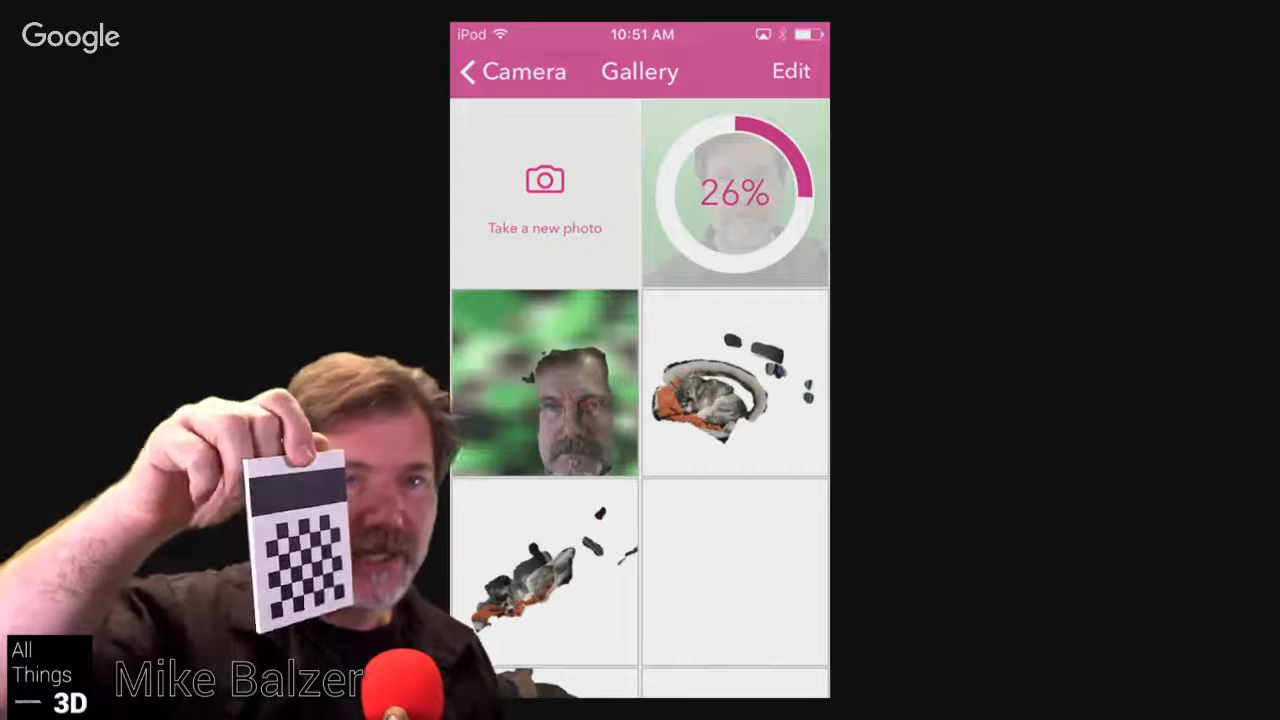 Google
iPod
10:51 AM
Camera
Gallery
Edit
Take a new photo
26%
All
Things
3D
Mike Balzer